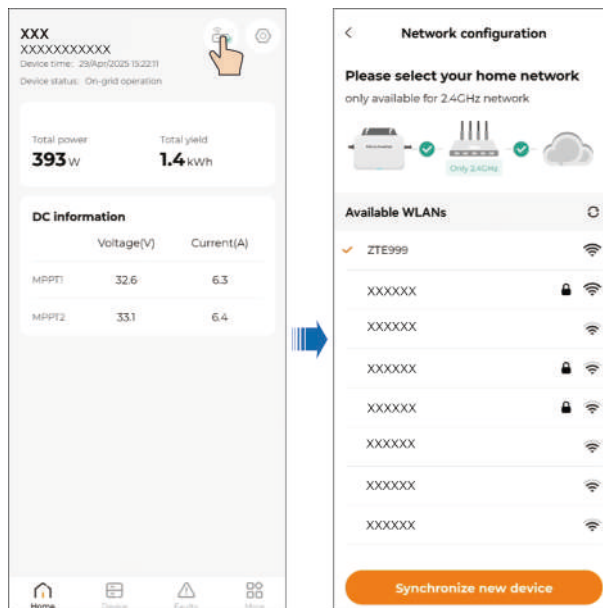 XXX
XXXXXXXXXXX
Device time: 29/Apr/2025 15:22:11
Device status: On-grid operation
Total power
Total yield
393 W
1.4 kWh
DC information
Voltage(V)
Current(A)
MPPT1
32.6
6.3
MPPT2
33.1
6.4
Home
Device
Faults
More
Network configuration
Please select your home network
only available for 2.4GHz network
Only 2.4GHz
Available WLANs
ZTE999
XXXXXX
XXXXXX
XXXXXX
XXXXXX
XXXXXX
XXXXXX
XXXXXX
Synchronize new device